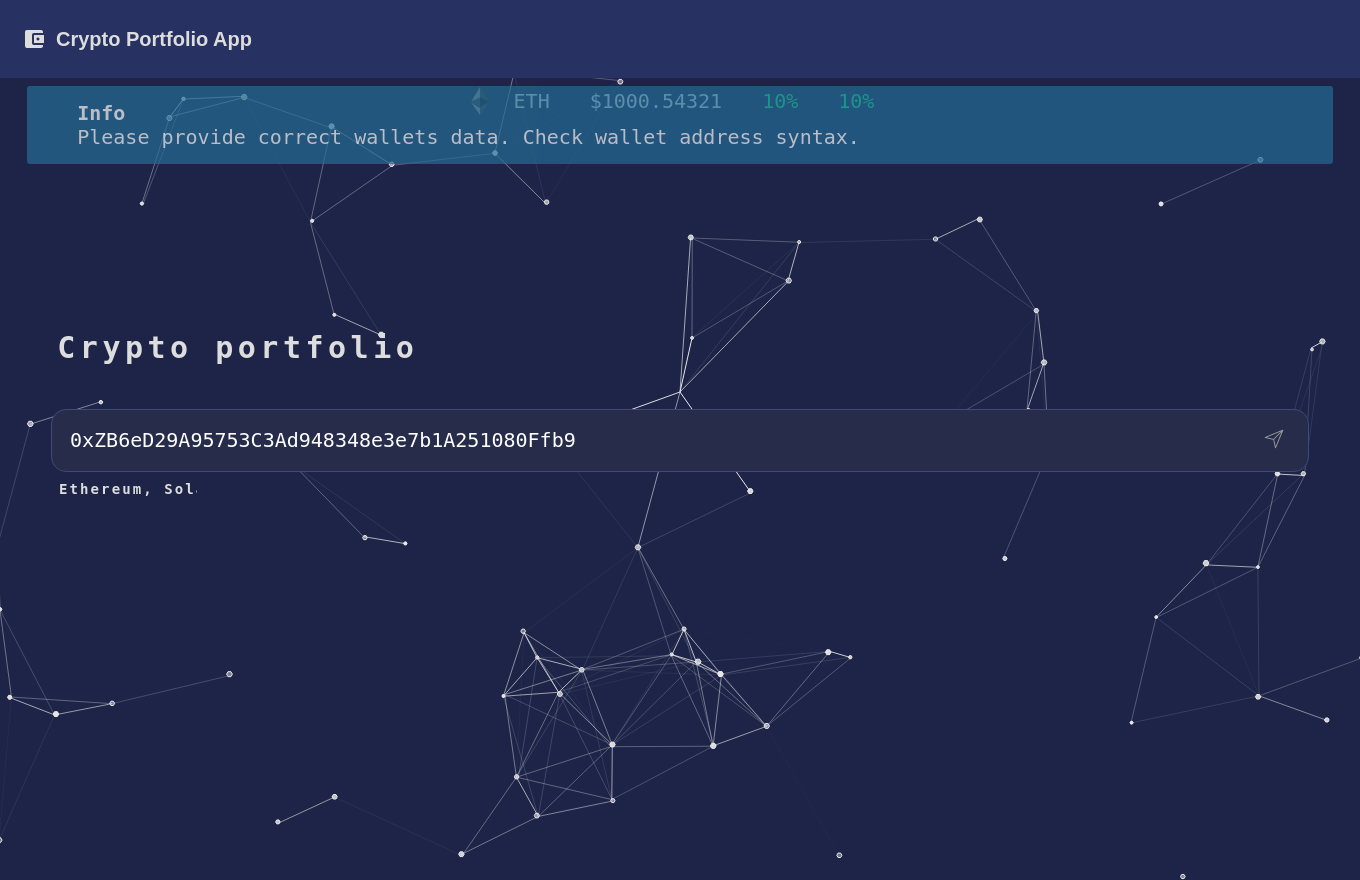 Crypto Portfolio App
ETH $1000.54321 10% 10%
Info
Please provide correct wallets data. Check wallet address syntax.
Crypto portfolio
0xZB6eD29A95753C3Ad948348e3e7b1A251080Ffb9
Ethereum, Sol